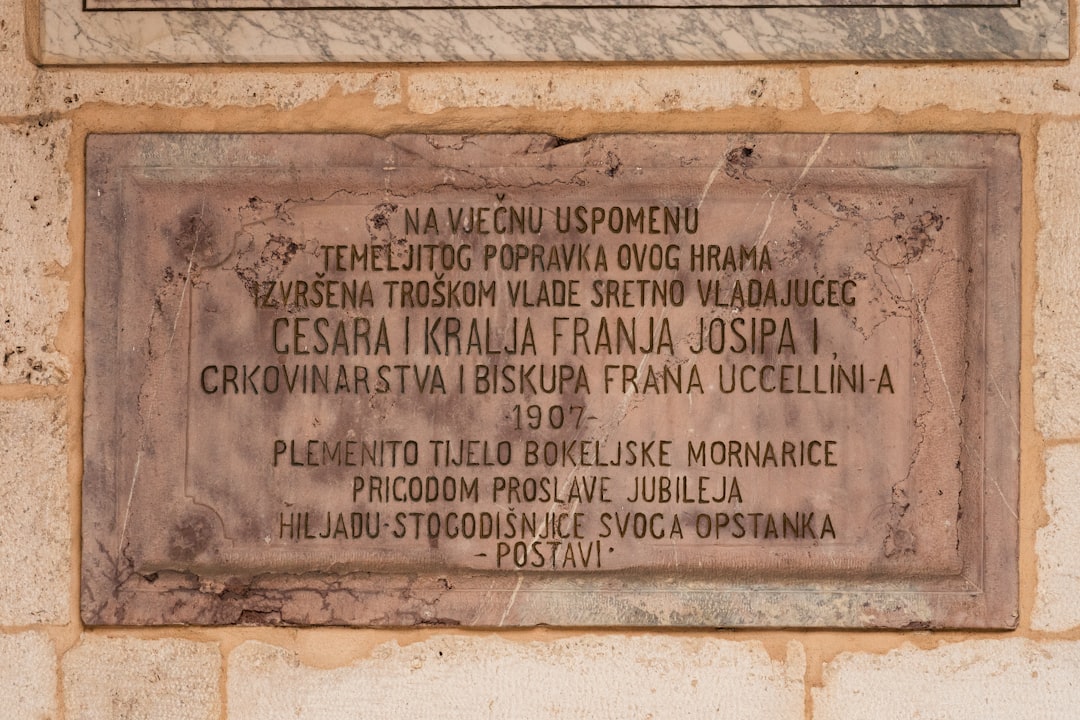 NA VJEČNU USPOMENU
TEMELJITOG POPRAVKA OVOG HRAMA
IZVRŠENA TROŠKOM VLADE SRETNO VLADAJUĆEG
CESARA I KRALJA FRANJA JOSIPA I
CRKOVINARSTVA I BISKUPA FRANA UCCELLINI-A
-1907-
PLEMENITO TIJELO BOKELJSKE MORNARICE
PRIGODOM PROSLAVE JUBILEJA
HILJADU-STOGODIŠNJICE SVOGA OPSTANKA
- POSTAVI ·